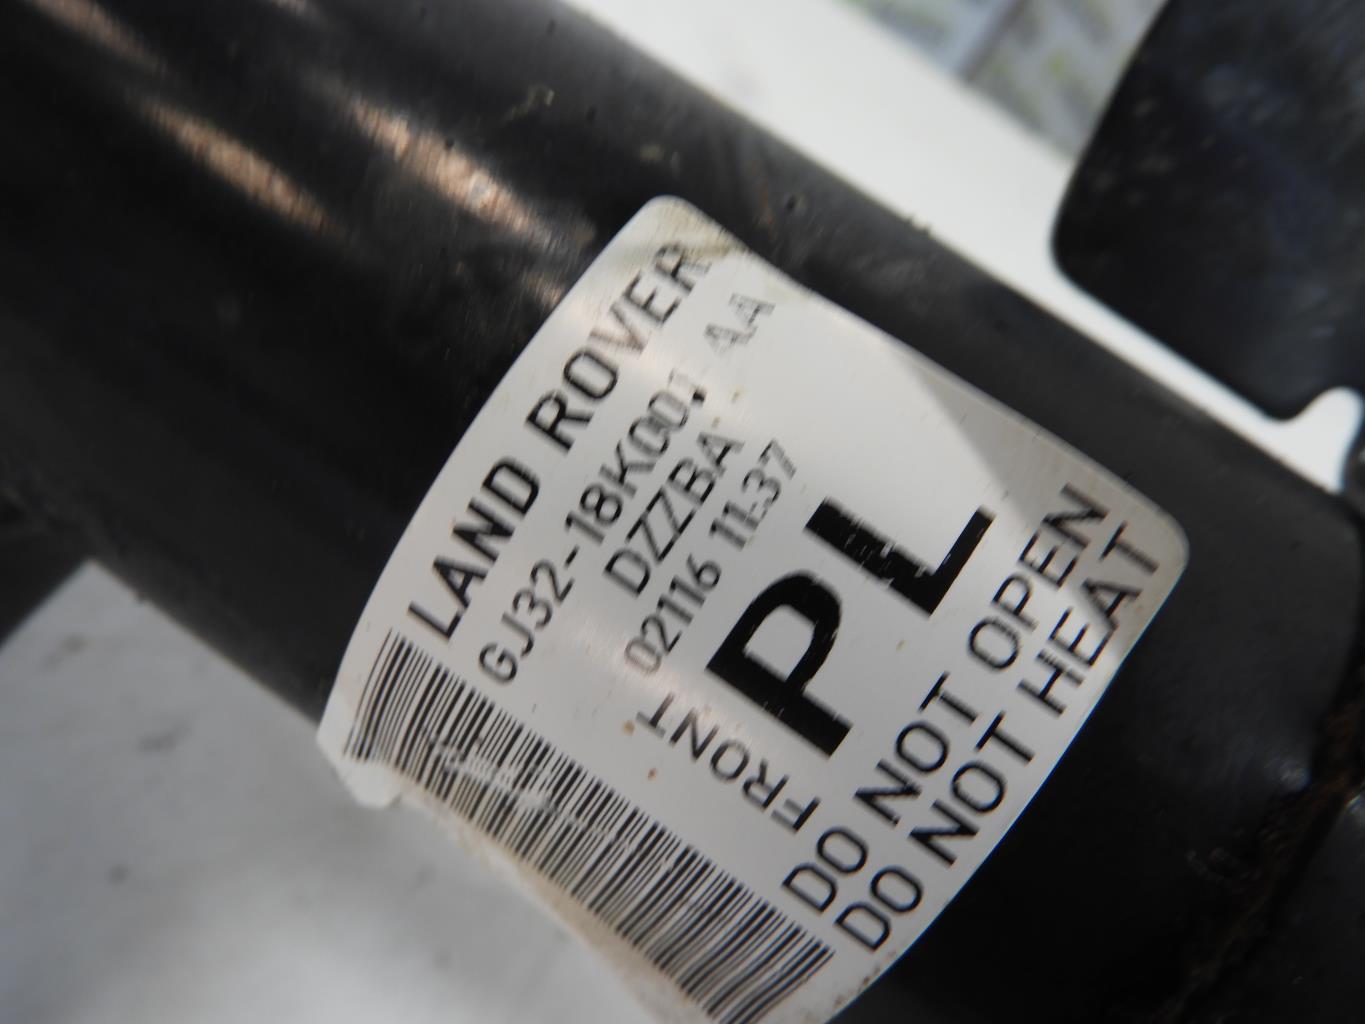 LAND ROVER
GJ32-18K001-AA
DZZBA
02116 11:37
FRONT
PL
DO NOT OPEN
DO NOT HEAT